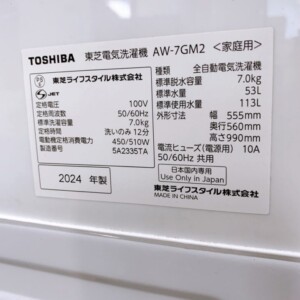 TOSHIBA 東芝電気洗濯機 AW-7GM2 <家庭用>
PS
E
東芝ライフスタイル株式会社
JET
定格電圧 100V
定格周波数 50/60Hz
標準洗濯容量 7.0kg
定格時間 洗いのみ 12分
電動機定格消費電力 450/510W
製造番号 5A2335TA
2024 年製
種類 全自動電気洗濯機
標準脱水容量 7.0kg
標準水量 53L
標準使用水量 113L
外形寸法 幅 555mm
奥行560mm
高さ990mm
電流ヒューズ(電源用) 10A
50/60Hz 共用
日本国内専用
Use Only in Japan
東芝ライフスタイル株式会社
MADE IN CHINA